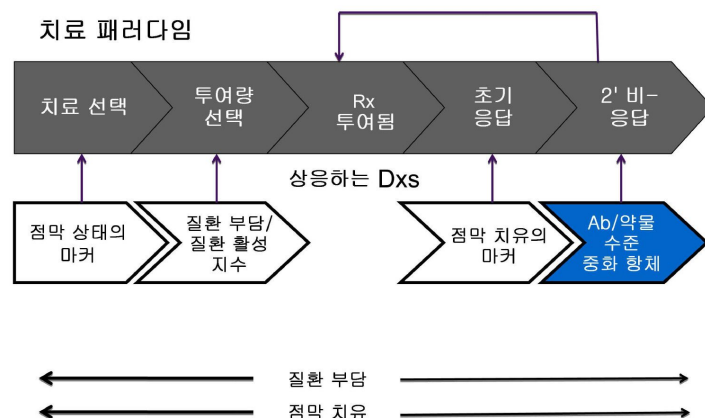 치료 패러다임
치료 선택
투여량
선택
Rx
투여됨
초기
응답
2' 비-
응답
상응하는 Dxs
점막 상태의
마커
질환 부담/
질환 활성
지수
점막 치유의
마커
Ab/약물
수준
중화 항체
질환 부담
점막 치유